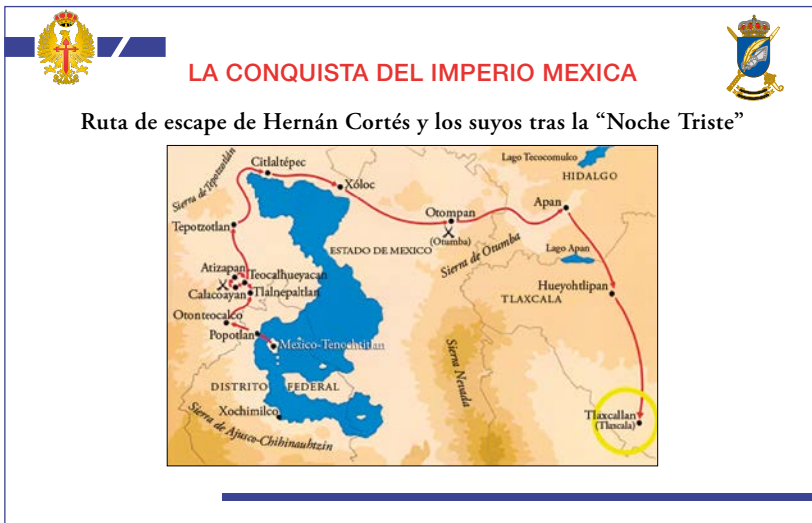 LA CONQUISTA DEL IMPERIO MEXICA
Ruta de escape de Hernán Cortés y los suyos tras la “Noche Triste”
Sierra de Tepotzotlán
Citlaltépec
Xóloc
Lago Tecocomulco
HIDALGO
Tepotzotlan
Otompan
(Otumba)
Apan
ESTADO DE MEXICO
Sierra de Otumba
Lago Apan
Atizapan
Teocalhueyacan
Calacoayan
Tlalnepaltlan
Hueyohtlipan
TLAXCALA
Otonteocalco
Popotlan
Mexico-Tenochtitlan
Sierra Nevada
DISTRITO FEDERAL
Xochimilco
Sierra de Ajusco-Chihinauhtzin
Tlaxcallan
(Tlaxcala)